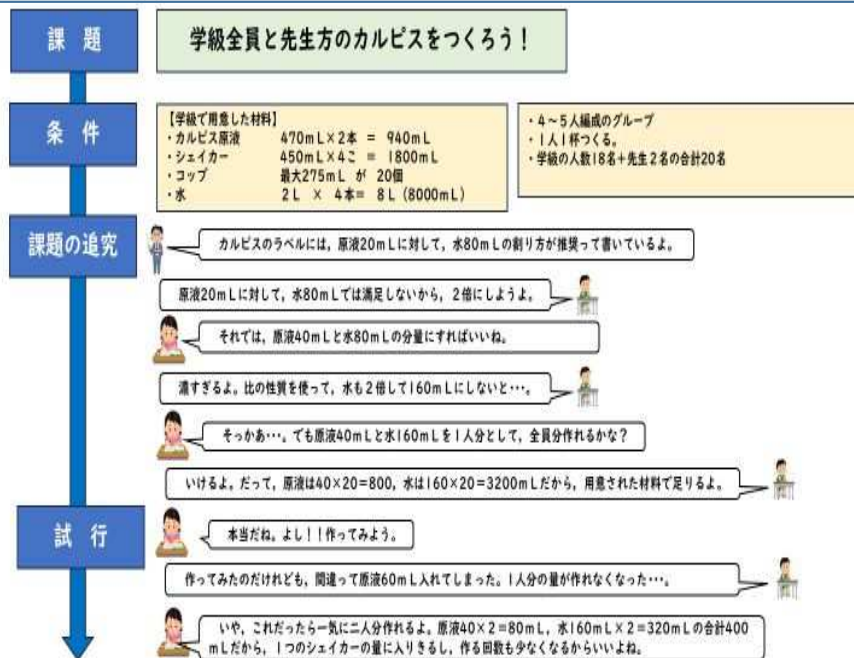 課 題
学級全員と先生方のカルピスをつくろう！
条 件
【学級で用意した材料】
・カルピス原液 470mL×2本 ＝ 940mL
・シェイカー 450mL×4こ ＝ 1800mL
・コップ 最大275mL が 20個
・水 2L × 4本＝ 8L（8000mL）
・4～5人編成のグループ
・1人1杯つくる。
・学級の人数18名＋先生2名の合計20名
課題の追究
カルピスのラベルには，原液20mLに対して，水80mLの割り方が推奨って書いているよ。
原液20mLに対して，水80mLでは満足しないから，2倍にしようよ。
それでは，原液40mLと水80mLの分量にすればいいね。
濃すぎるよ。比の性質を使って，水も2倍して160mLにしないと・・・。
そっかあ・・・。でも原液40mLと水160mLを1人分として，全員分作れるかな？
いけるよ。だって，原液は40×20＝800，水は160×20＝3200mLだから，用意された材料で足りるよ。
試 行
本当だね。よし！！作ってみよう。
作ってみたのだけれども，間違って原液60mL入れてしまった。1人分の量が作れなくなった・・・。
いや，これだったら一気に二人分作れるよ。原液40×2＝80mL，水160mL×2＝320mLの合計400
mLだから，1つのシェイカーの量に入りきるし，作る回数も少なくなるからいいよね。